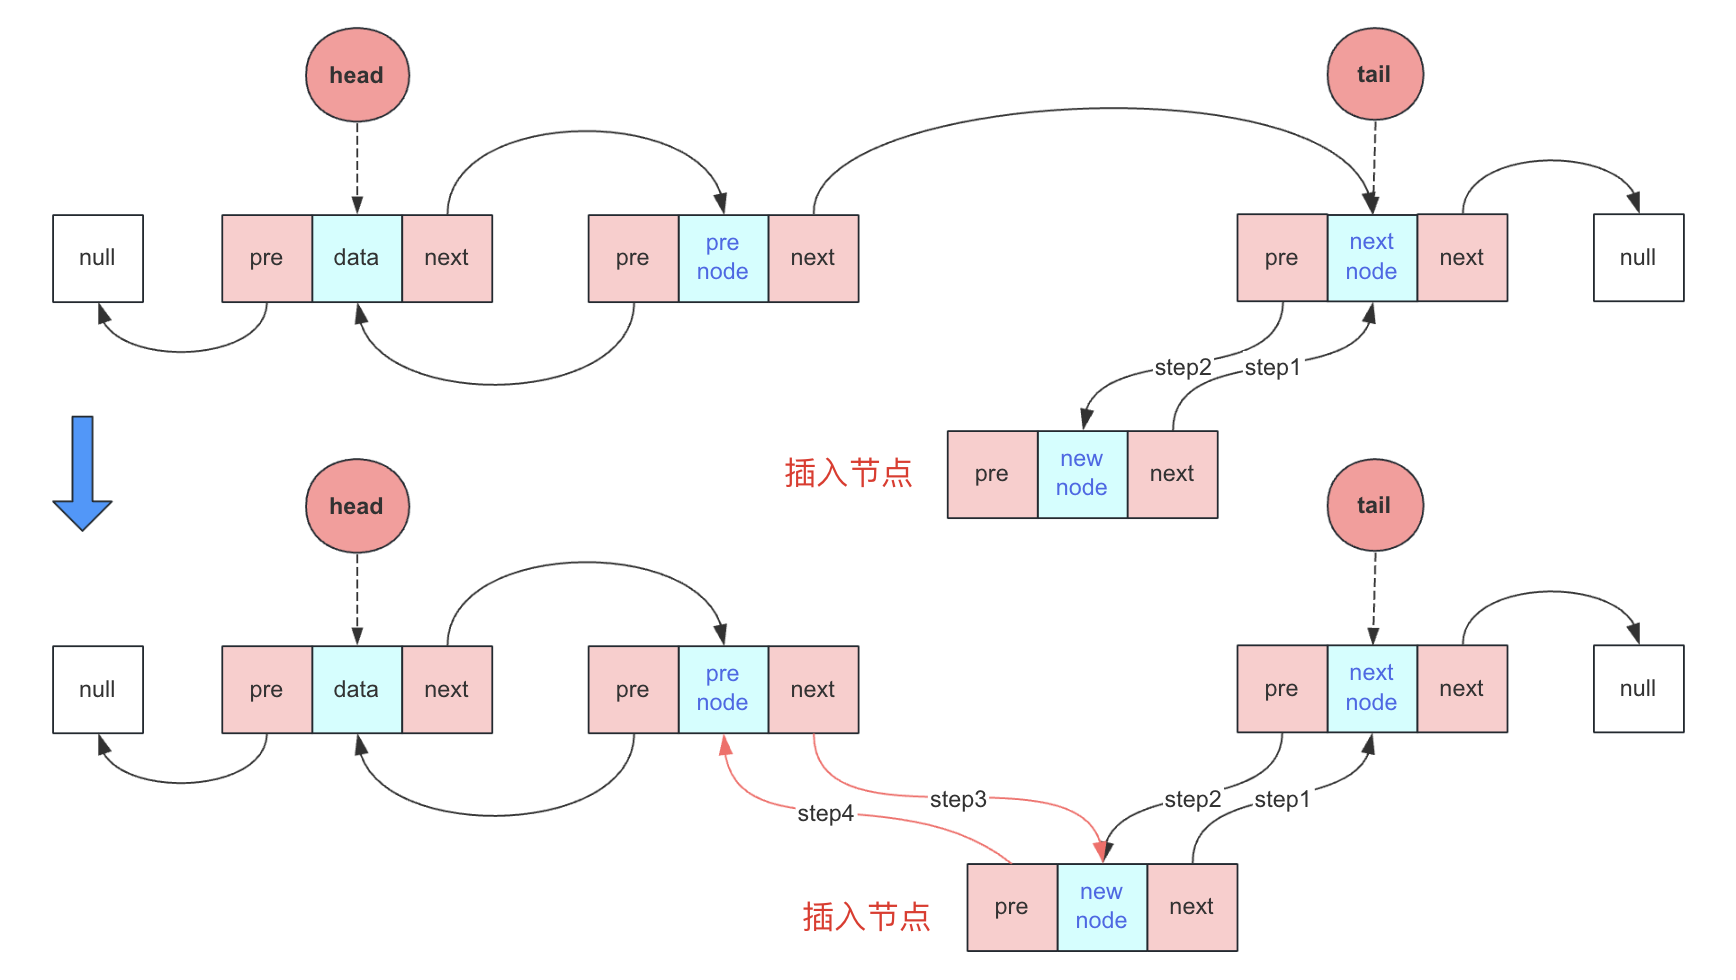 head
tail
null
pre
data
next
pre
pre
node
next
pre
next
node
next
null
step2
step1
插入节点
pre
new
node
next
head
tail
null
pre
data
next
pre
pre
node
next
pre
next
node
next
null
step4
step3
step2
step1
插入节点
pre
new
node
next